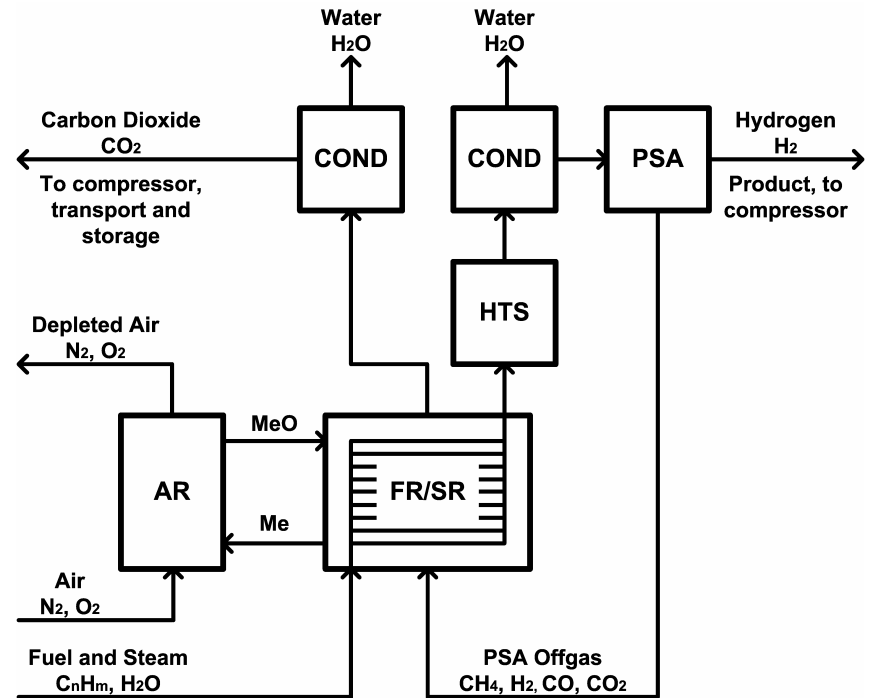 Water
H2O
Water
H2O
Carbon Dioxide
CO2
To compressor,
transport and
storage
COND
COND
PSA
Hydrogen
H2
Product, to
compressor
HTS
Depleted Air
N2, O2
MeO
AR
FR/SR
Me
Air
N2, O2
Fuel and Steam
CnHm, H2O
PSA Offgas
CH4, H2, CO, CO2